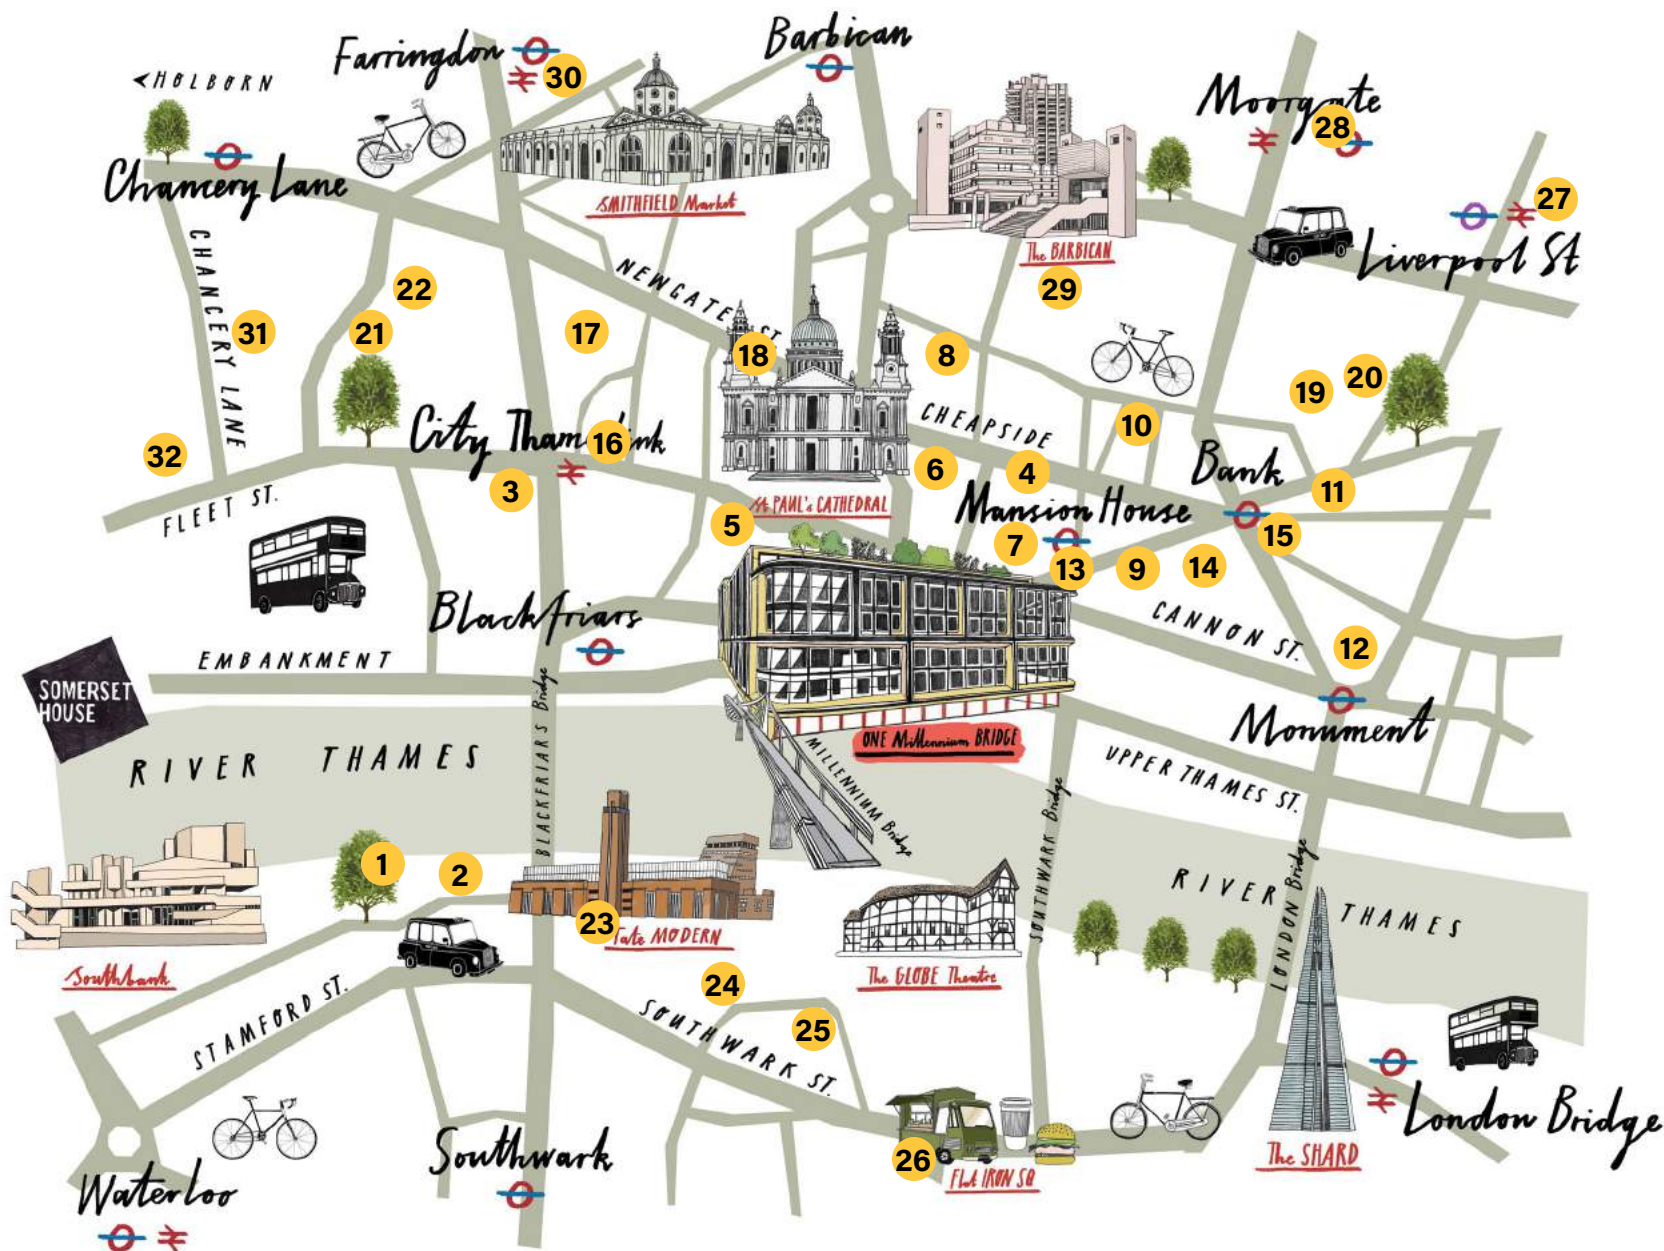 Farringdon
30
Barbican
<HOLBORN
Moorgate
28
Chancery Lane
SMITHFIELD Market
The BARBICAN
29
27
Liverpool St
CHANCERY LANE
31
22
21
17
NEWGATE ST.
18
8
19
20
32
City Thameslink
16
3
FLEET ST.
CHEAPSIDE
10
6
4
Bank
11
St PAUL's CATHEDRAL
5
Mansion House
7
13
9
14
15
Blackfriars
CANNON ST.
12
EMBANKMENT
SOMERSET
HOUSE
Monument
RIVER THAMES
BLACKFRIARS Bridge
ONE Millennium BRIDGE
MILLENNIUM Bridge
UPPER THAMES ST.
SOUTHWARK Bridge
LONDON Bridge
RIVER THAMES
1
2
23
Tate MODERN
The GLOBE Theatre
Southbank
STAMFORD ST.
24
25
SOUTHWARK ST.
London Bridge
The SHARD
26
FLAT IRON SQ
Southwark
Waterloo